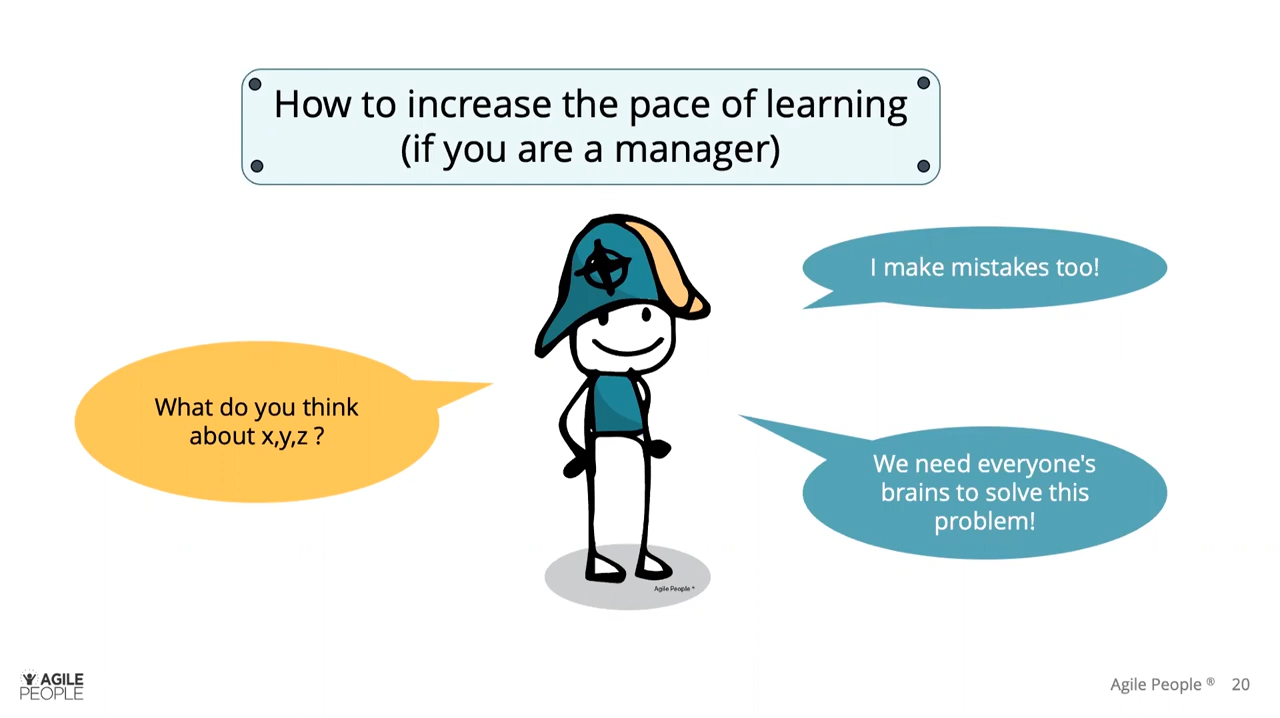 How to increase the pace of learning
(if you are a manager)
I make mistakes too!
What do you think
about x,y,z ?
We need everyone's
brains to solve this
problem!
Agile People ®
AGILE
PEOPLE
Agile People ® 20